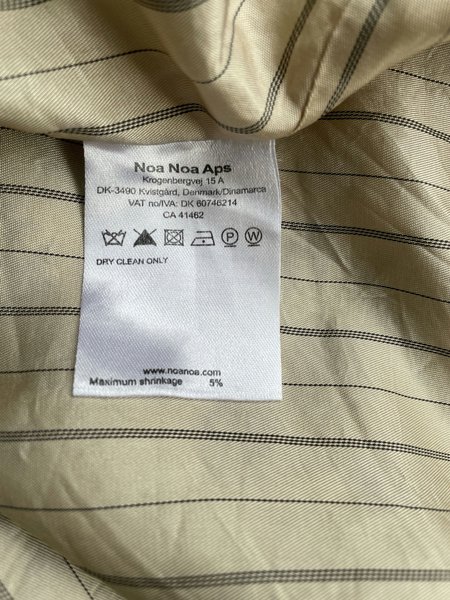 Noa Noa Aps
Krogenbergvej 15 A
DK-3490 Kvistgård, Denmark/Dinamarca
VAT no/IVA: DK 60746214
CA 41462
P W
DRY CLEAN ONLY
www.noanoa.com
Maximum shrinkage 5%